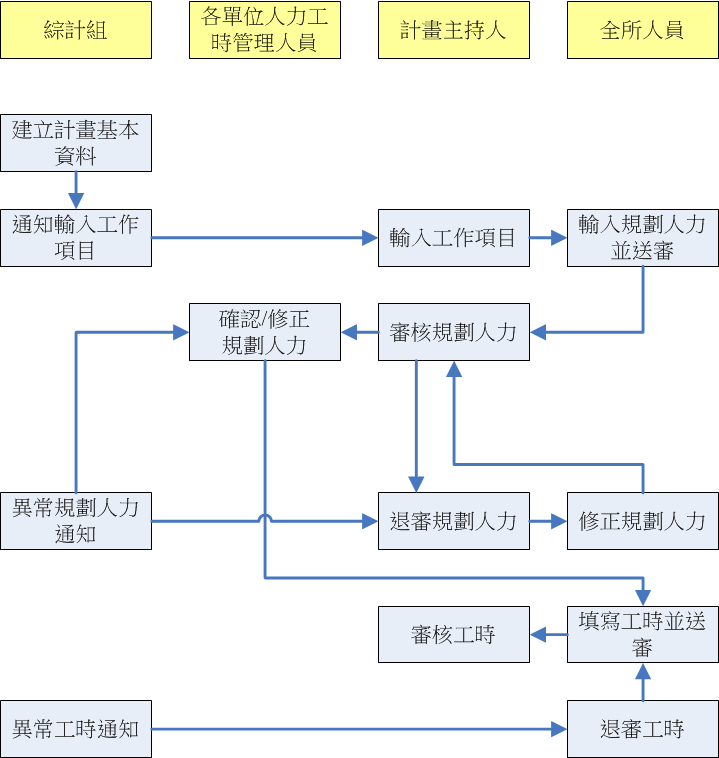 綜計組
各單位人力工
時管理人員
計畫主持人
全所人員
建立計畫基本
資料
通知輸入工作
項目
輸入工作項目
輸入規劃人力
並送審
確認/修正
規劃人力
審核規劃人力
異常規劃人力
通知
退審規劃人力
修正規劃人力
審核工時
填寫工時並送
審
異常工時通知
退審工時